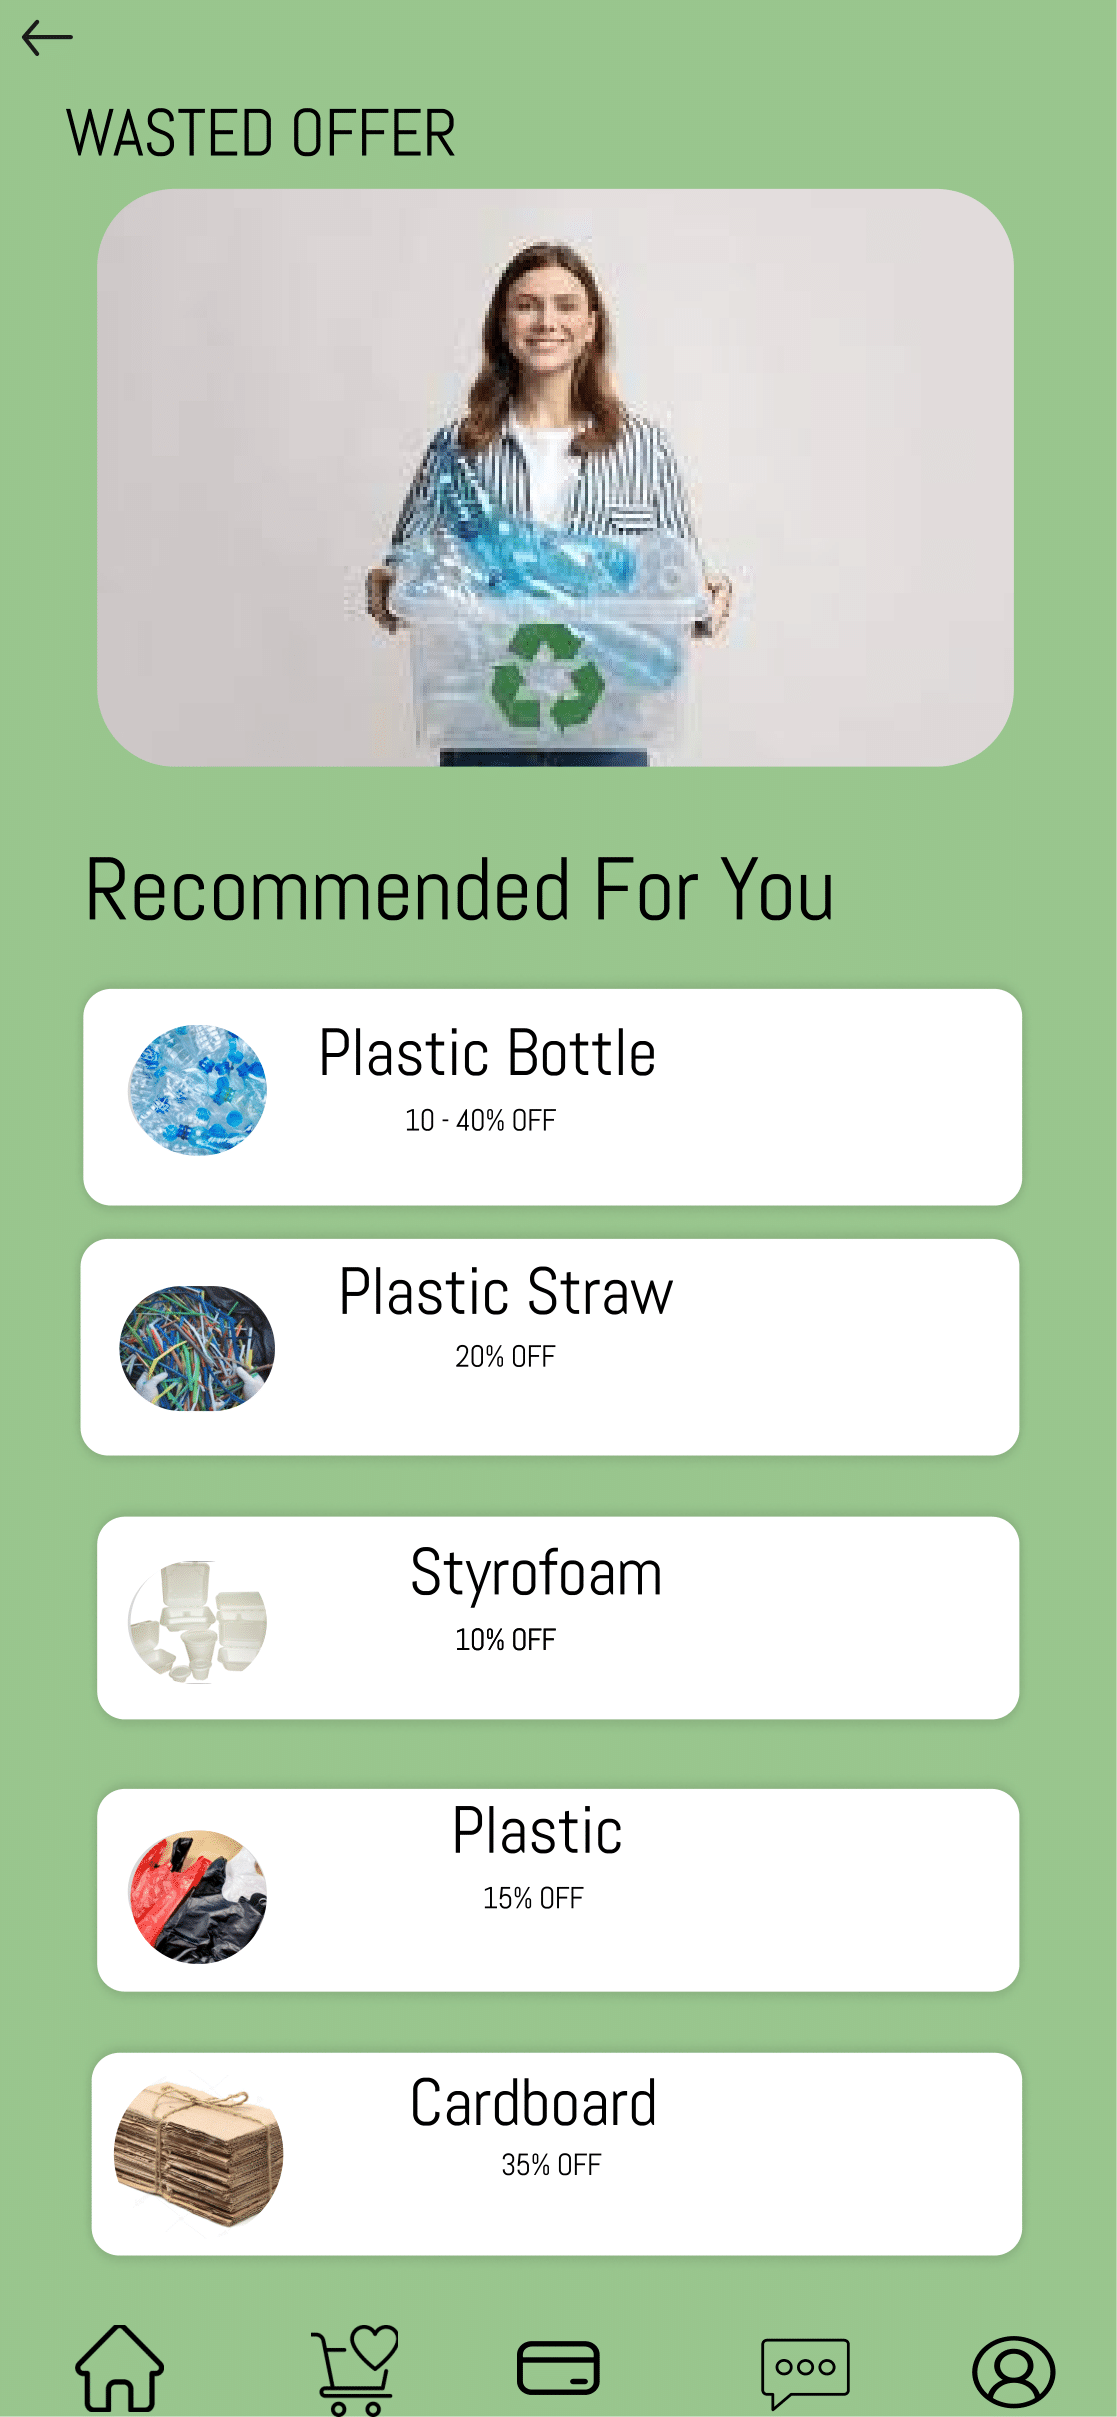 WASTED OFFER
Recommended For You
Plastic Bottle
10 - 40% OFF
Plastic Straw
20% OFF
Styrofoam
10% OFF
Plastic
15% OFF
Cardboard
35% OFF